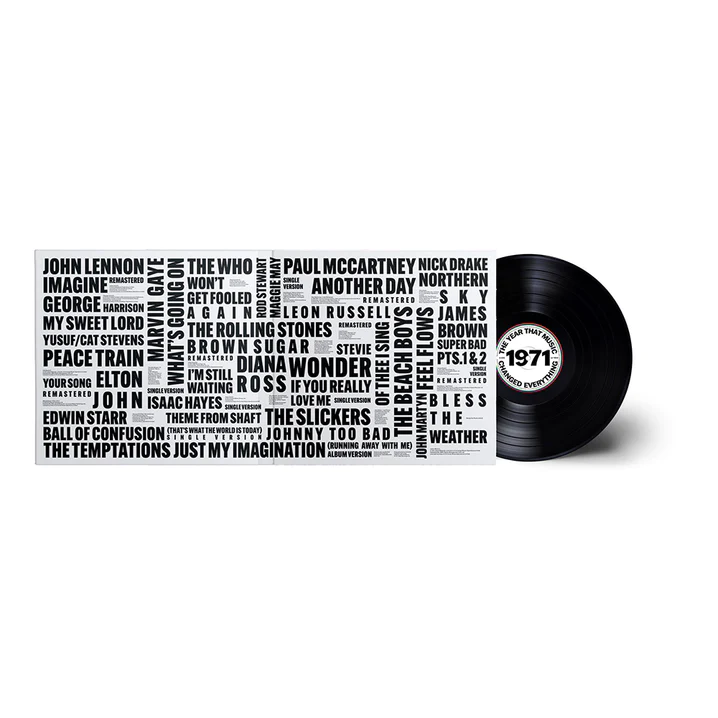 JOHN LENNON
IMAGINE REMASTERED
GEORGE HARRISON
MY SWEET LORD
YUSUF/CAT STEVENS
PEACE TRAIN
YOUR SONG
REMASTERED
ELTON
JOHN
MARVIN GAYE
WHAT'S GOING ON
SINGLE VERSION
THE WHO
WON'T
GET FOOLED
AGAIN
ROD STEWART
MAGGIE MAY
SINGLE
VERSION
PAUL MCCARTNEY
ANOTHER DAY
REMASTERED
LEON RUSSELL
OF THEE I SING
THE ROLLING STONES
REMASTERED
BROWN SUGAR
REMASTERED
STEVIE
WONDER
IF YOU REALLY
LOVE ME SINGLE VERSION
DIANA
ROSS
I'M STILL
WAITING
ISAAC HAYES
SINGLE VERSION
THEME FROM SHAFT
EDWIN STARR
BALL OF CONFUSION
(THAT'S WHAT THE WORLD IS TODAY)
SINGLE VERSION
THE SLICKERS
JOHNNY TOO BAD
THE TEMPTATIONS JUST MY IMAGINATION
(RUNNING AWAY WITH ME)
ALBUM VERSION
THE BEACH BOYS
FEEL FLOWS
NICK DRAKE
NORTHERN
SKY
JAMES
BROWN
SUPER BAD
PTS.1 & 2
SINGLE
VERSION
REMASTERED
JOHN MARTYN
BLESS
THE
WEATHER
THE YEAR THAT MUSIC
1971
CHANGED EVERYTHING